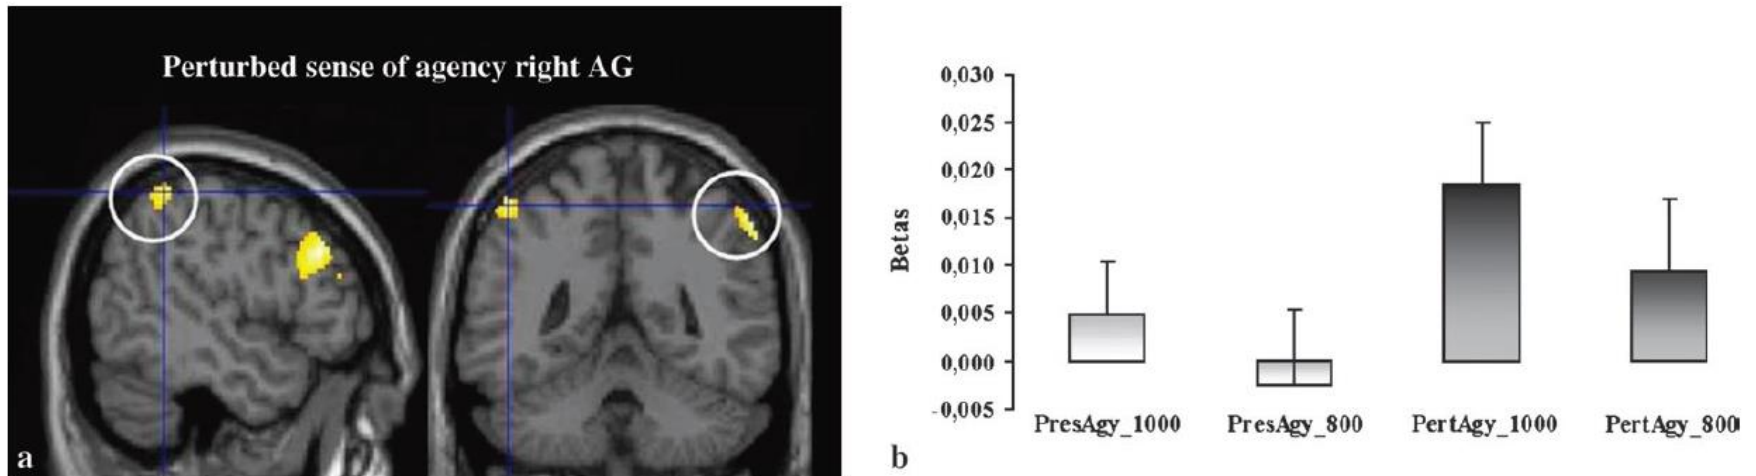 Perturbed sense of agency right AG
a
0,030
0,025
0,020
0,015
0,010
0,005
0,000
-0,005
Betas
PresAgy_1000 PresAgy_800 PertAgy_1000 PertAgy_800
b